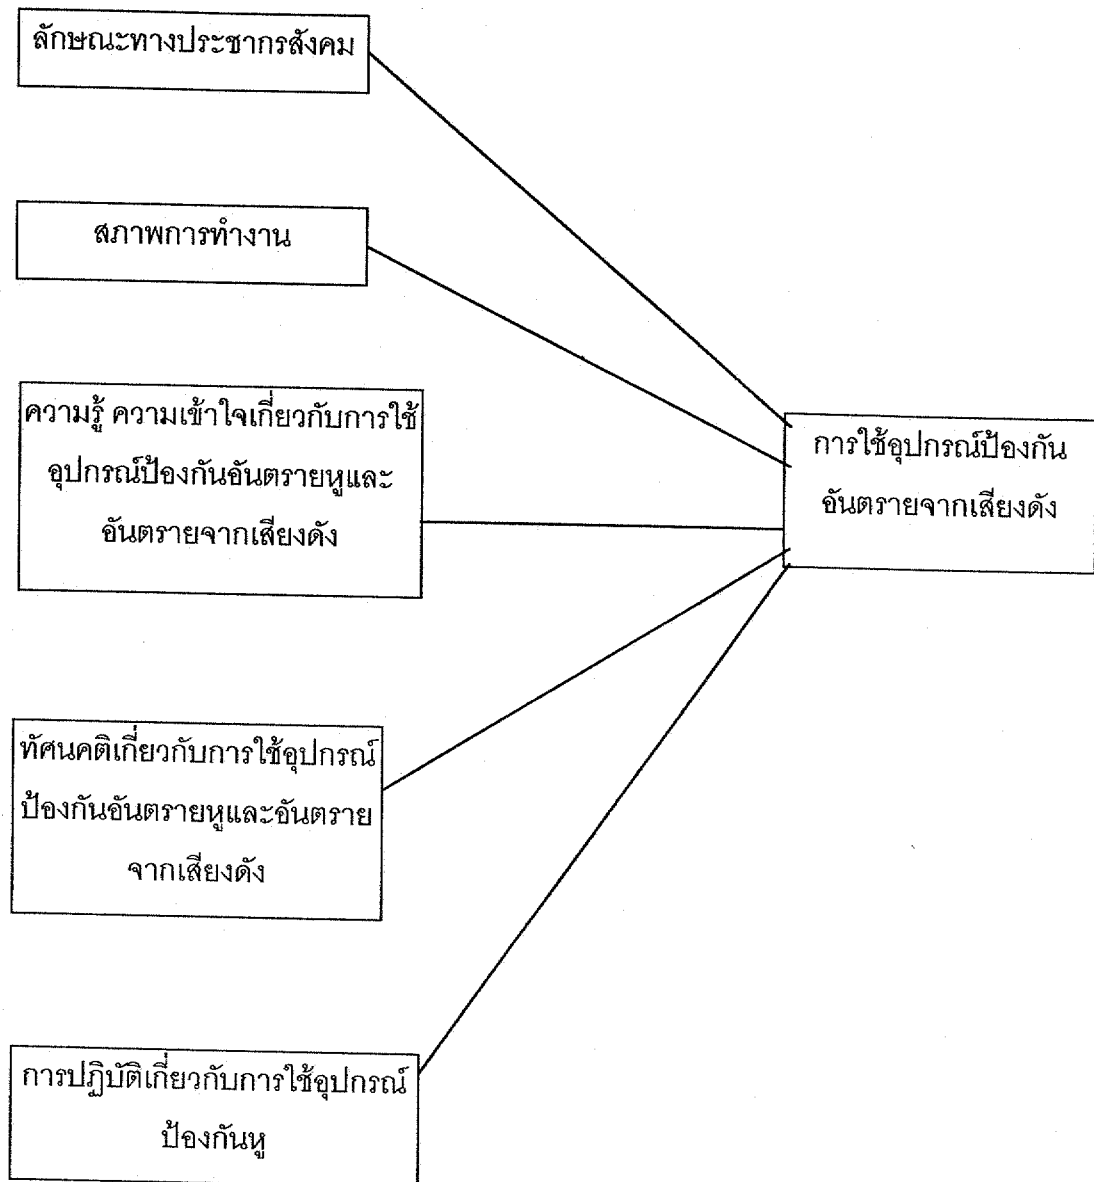 ลักษณะทางประชากรสังคม
สภาพการทำงาน
ความรู้ ความเข้าใจเกี่ยวกับการใช้
อุปกรณ์ป้องกันอันตรายหูและ
อันตรายจากเสียงดัง
ทัศนคติเกี่ยวกับการใช้อุปกรณ์
ป้องกันอันตรายหูและอันตราย
จากเสียงดัง
การปฏิบัติเกี่ยวกับการใช้อุปกรณ์
ป้องกันหู
การใช้อุปกรณ์ป้องกัน
อันตรายจากเสียงดัง